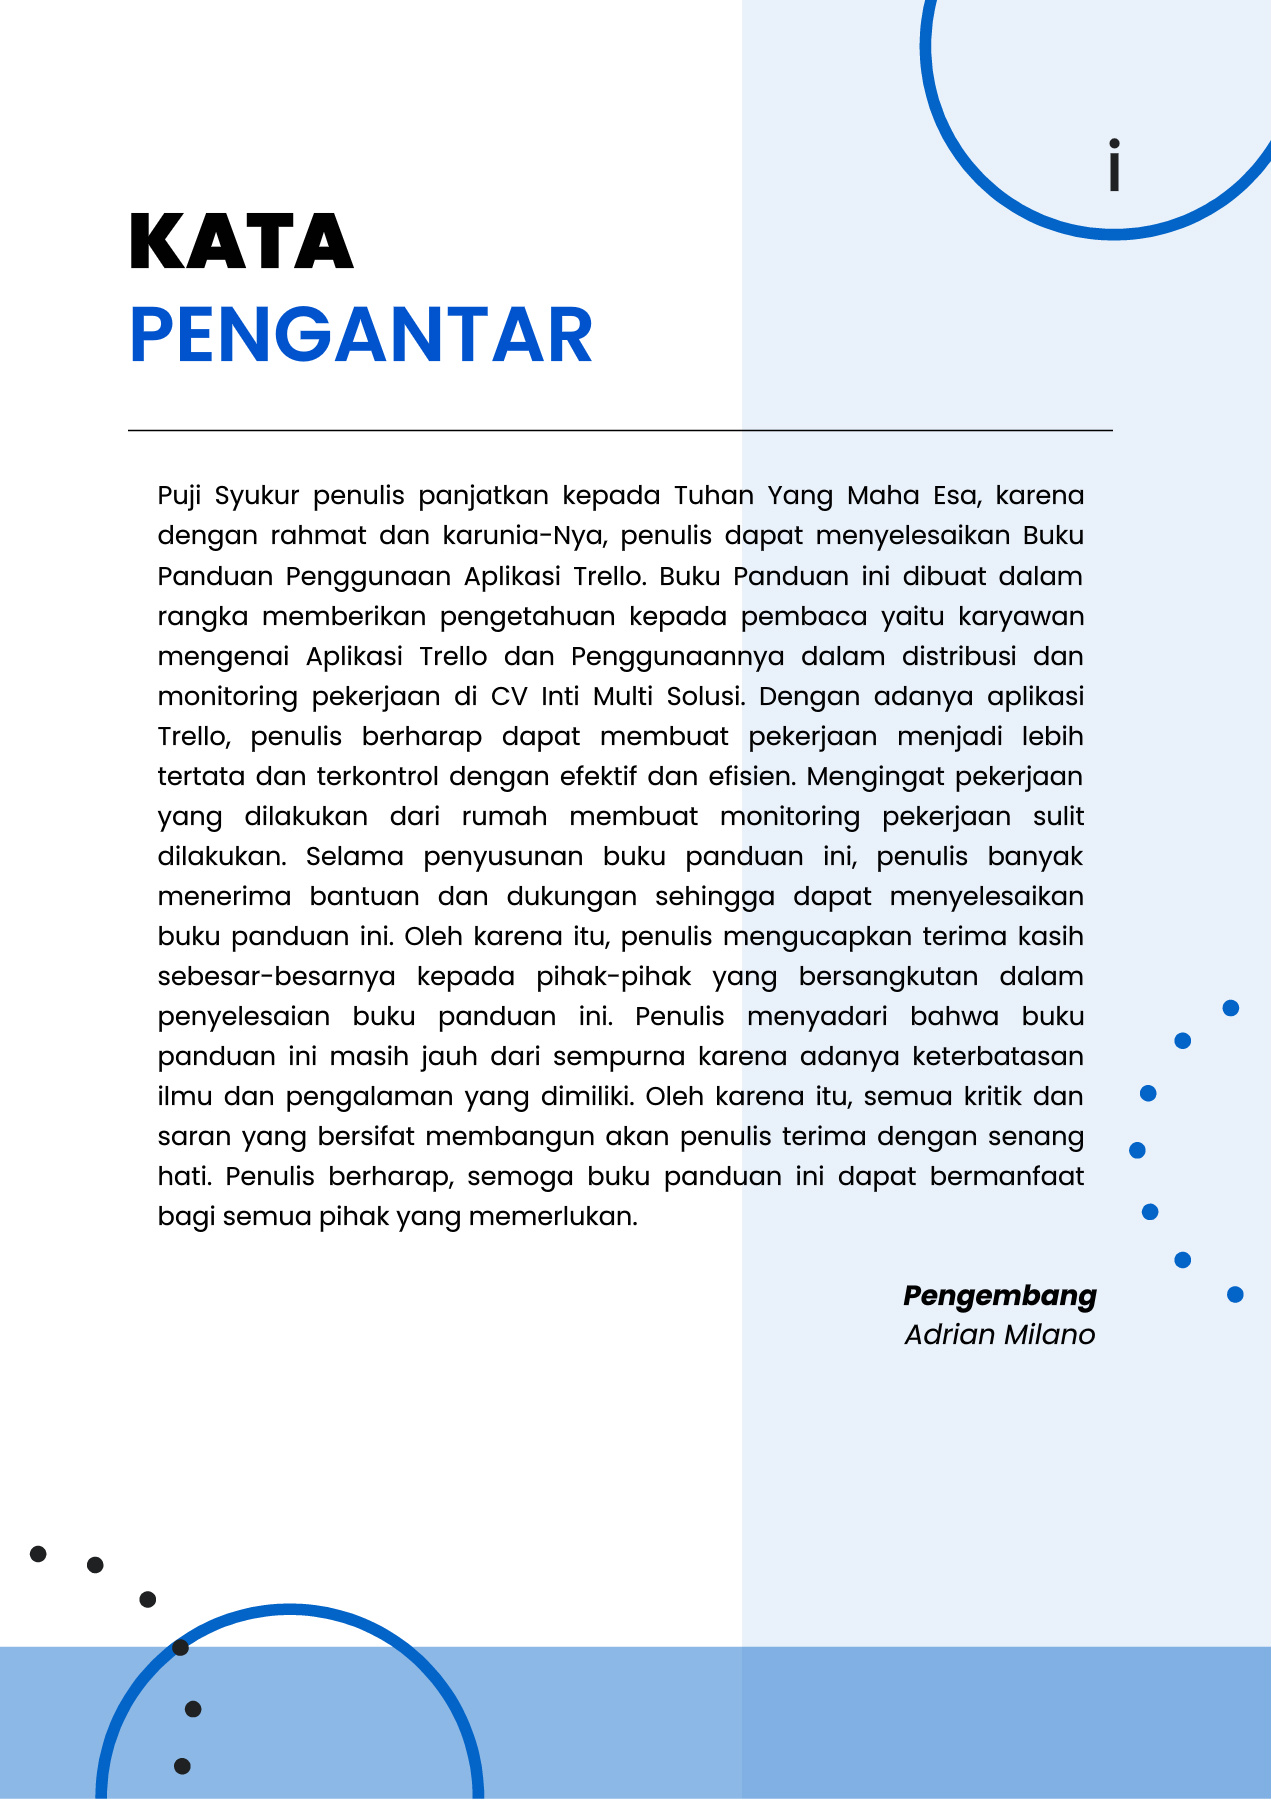 i
KATA
PENGANTAR
Puji Syukur penulis panjatkan kepada Tuhan Yang Maha Esa, karena
dengan rahmat dan karunia-Nya, penulis dapat menyelesaikan Buku
Panduan Penggunaan Aplikasi Trello. Buku Panduan ini dibuat dalam
rangka memberikan pengetahuan kepada pembaca yaitu karyawan
mengenai Aplikasi Trello dan Penggunaannya dalam distribusi dan
monitoring pekerjaan di CV Inti Multi Solusi. Dengan adanya aplikasi
Trello, penulis berharap dapat membuat pekerjaan menjadi lebih
tertata dan terkontrol dengan efektif dan efisien. Mengingat pekerjaan
yang dilakukan dari rumah membuat monitoring pekerjaan sulit
dilakukan. Selama penyusunan buku panduan ini, penulis banyak
menerima bantuan dan dukungan sehingga dapat menyelesaikan
buku panduan ini. Oleh karena itu, penulis mengucapkan terima kasih
sebesar-besarnya kepada pihak-pihak yang bersangkutan dalam
penyelesaian buku panduan ini. Penulis menyadari bahwa buku
panduan ini masih jauh dari sempurna karena adanya keterbatasan
ilmu dan pengalaman yang dimiliki. Oleh karena itu, semua kritik dan
saran yang bersifat membangun akan penulis terima dengan senang
hati. Penulis berharap, semoga buku panduan ini dapat bermanfaat
bagi semua pihak yang memerlukan.
Pengembang
Adrian Milano